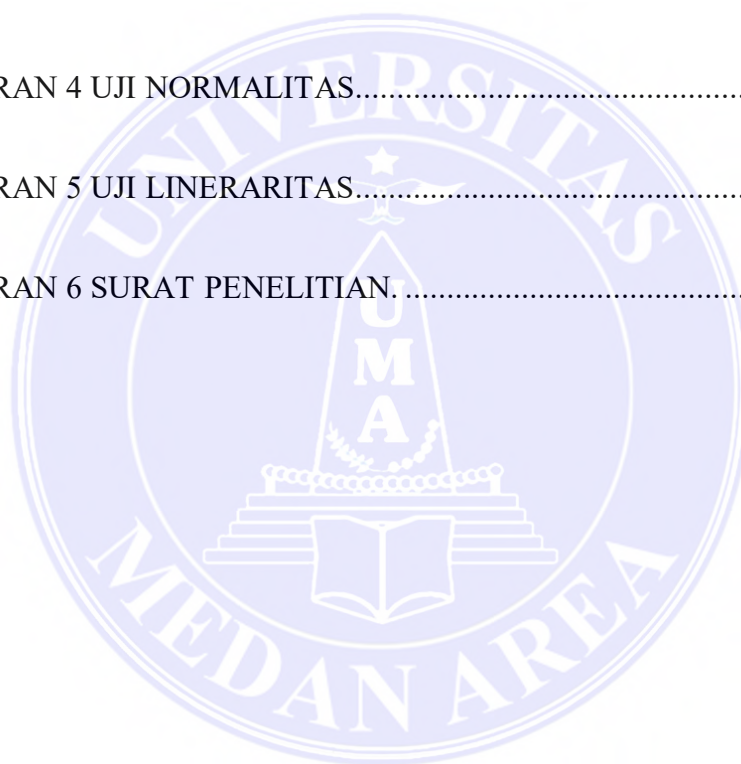 RAN 4 UJI NORMALITAS..........................................
RAN 5 UJI LINERARITAS..........................................
RAN 6 SURAT PENELITIAN. .........................................
UNIVERSITAS
UMA
MEDAN AREA